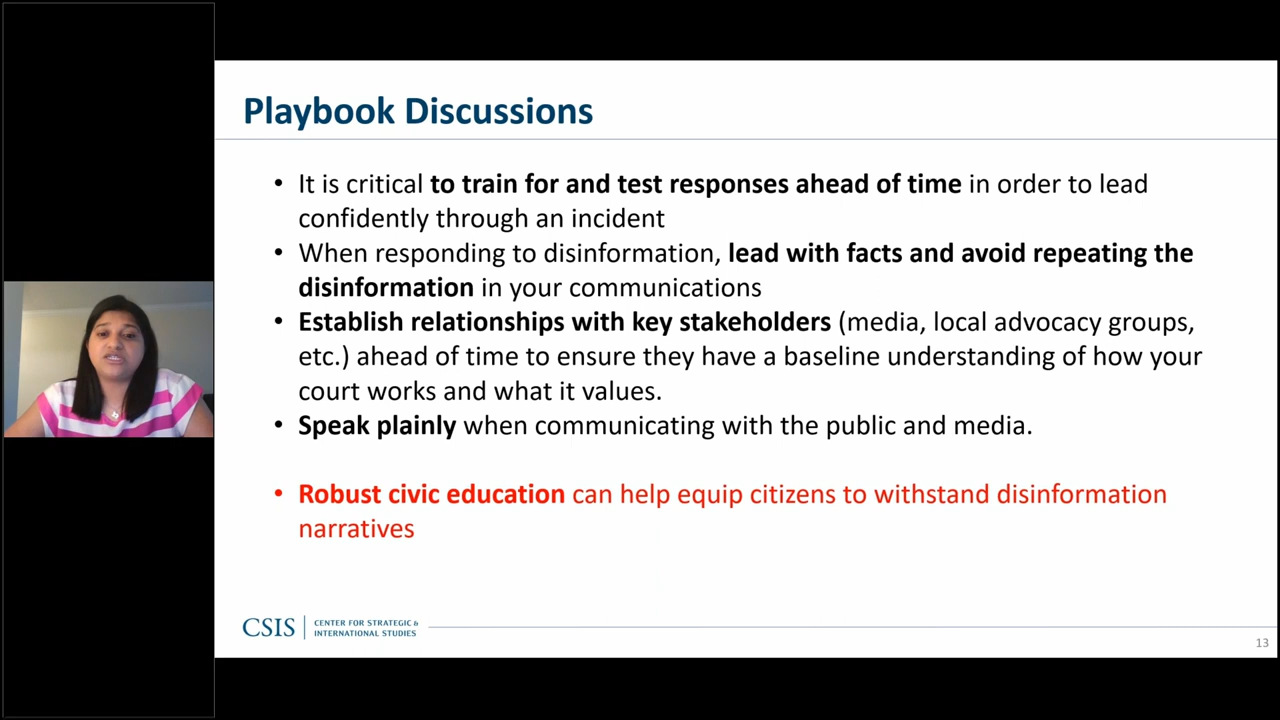 Playbook Discussions
• It is critical to train for and test responses ahead of time in order to lead
confidently through an incident
• When responding to disinformation, lead with facts and avoid repeating the
disinformation in your communications
• Establish relationships with key stakeholders (media, local advocacy groups,
etc.) ahead of time to ensure they have a baseline understanding of how your
court works and what it values.
• Speak plainly when communicating with the public and media.
• Robust civic education can help equip citizens to withstand disinformation
narratives
CSIS
CENTER FOR STRATEGIC &
INTERNATIONAL STUDIES
13